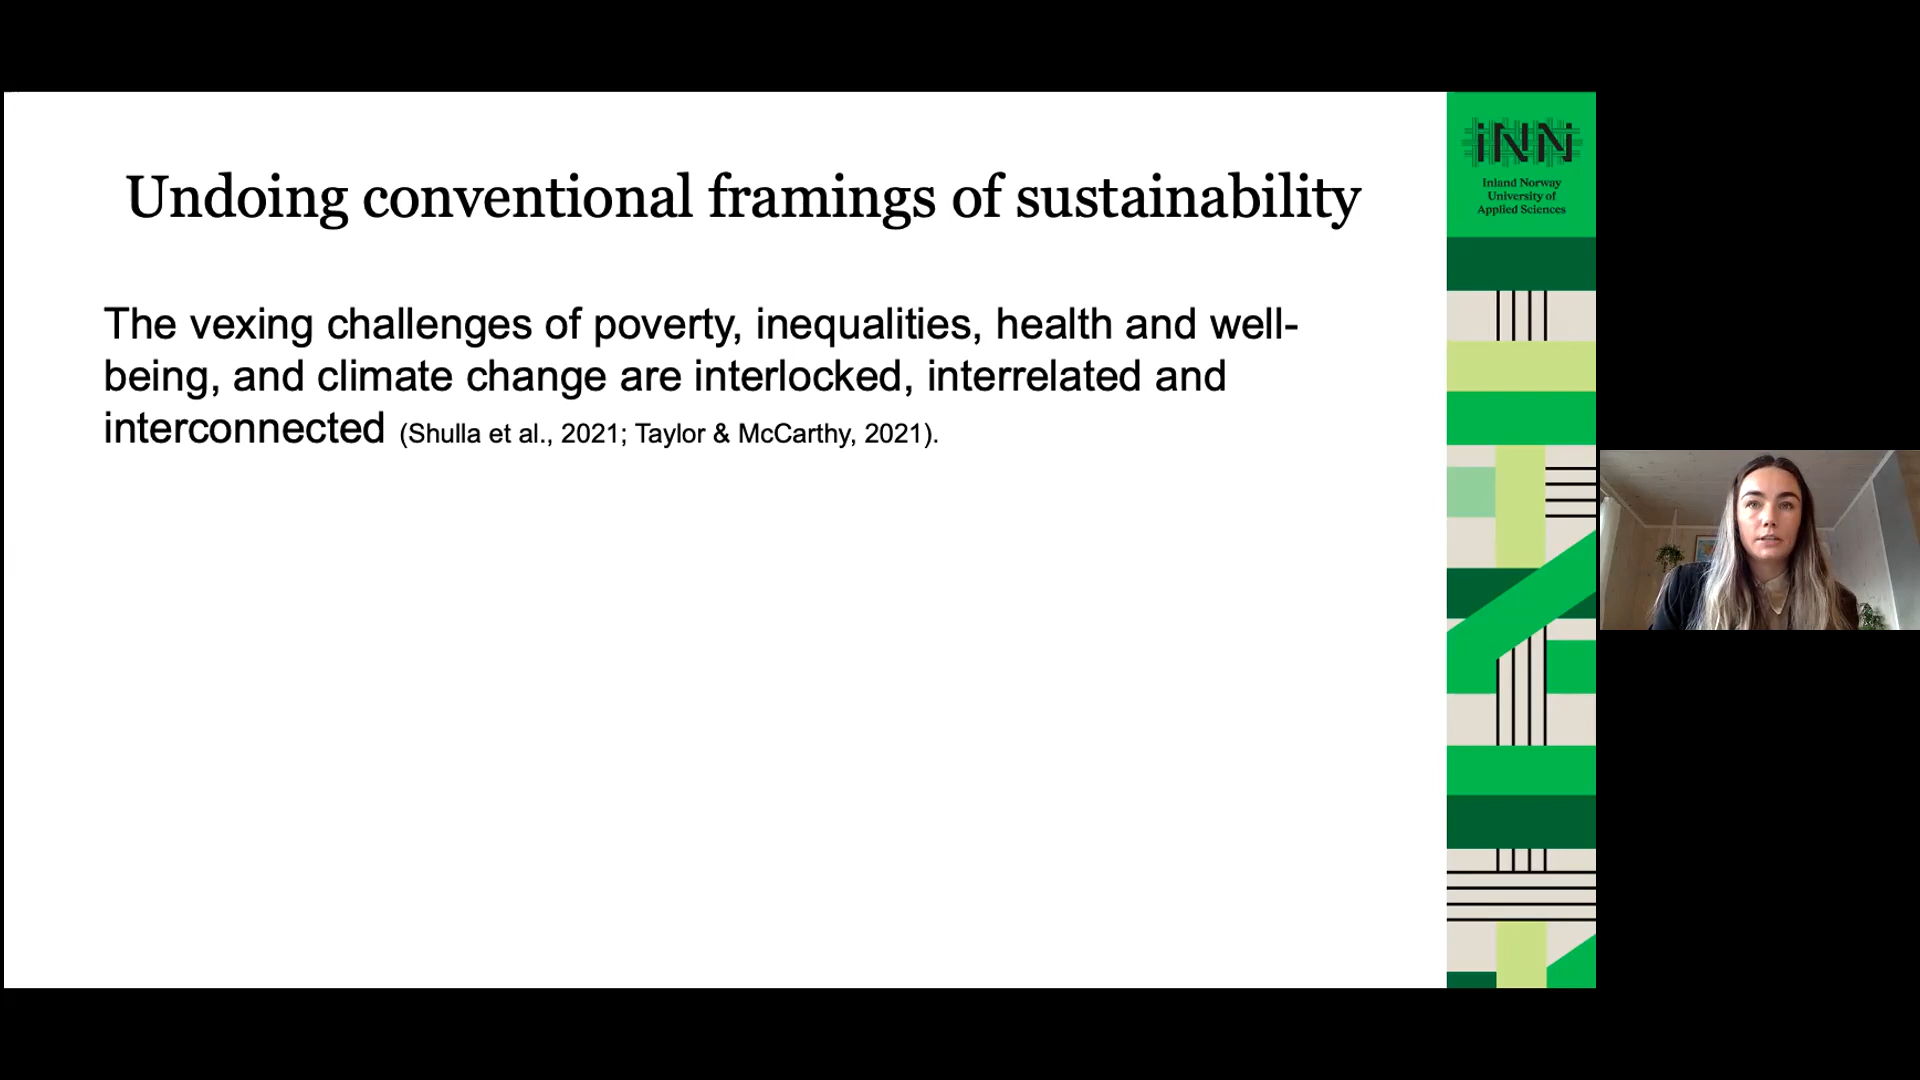 Undoing conventional framings of sustainability
The vexing challenges of poverty, inequalities, health and well-
being, and climate change are interlocked, interrelated and
interconnected (Shulla et al., 2021; Taylor & McCarthy, 2021).
iNN
Inland Norway
University of
Applied Sciences